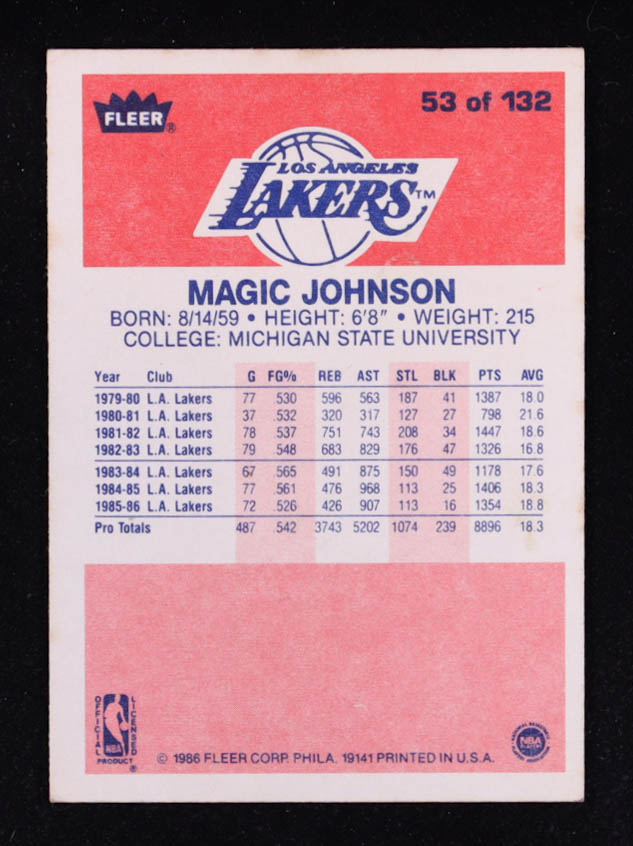 FLEER®
53 of 132
LOS ANGELES
LAKERS™
MAGIC JOHNSON
BORN: 8/14/59 • HEIGHT: 6'8" • WEIGHT: 215
COLLEGE: MICHIGAN STATE UNIVERSITY
Year Club G FG% REB AST STL BLK PTS AVG
1979-80 L.A. Lakers 77 .530 596 563 187 41 1387 18.0
1980-81 L.A. Lakers 37 .532 320 317 127 27 798 21.6
1981-82 L.A. Lakers 78 .537 751 743 208 34 1447 18.6
1982-83 L.A. Lakers 79 .548 683 829 176 47 1326 16.8
1983-84 L.A. Lakers 67 .565 491 875 150 49 1178 17.6
1984-85 L.A. Lakers 77 .561 476 968 113 25 1406 18.3
1985-86 L.A. Lakers 72 .526 426 907 113 16 1354 18.8
Pro Totals 487 .542 3743 5202 1074 239 8896 18.3
OFFICIAL LICENSED
NBA
PRODUCT ®
© 1986 FLEER CORP. PHILA. 19141 PRINTED IN U.S.A.
NATIONAL BASKETBALL
NBA
PLAYERS
ASSOCIATION